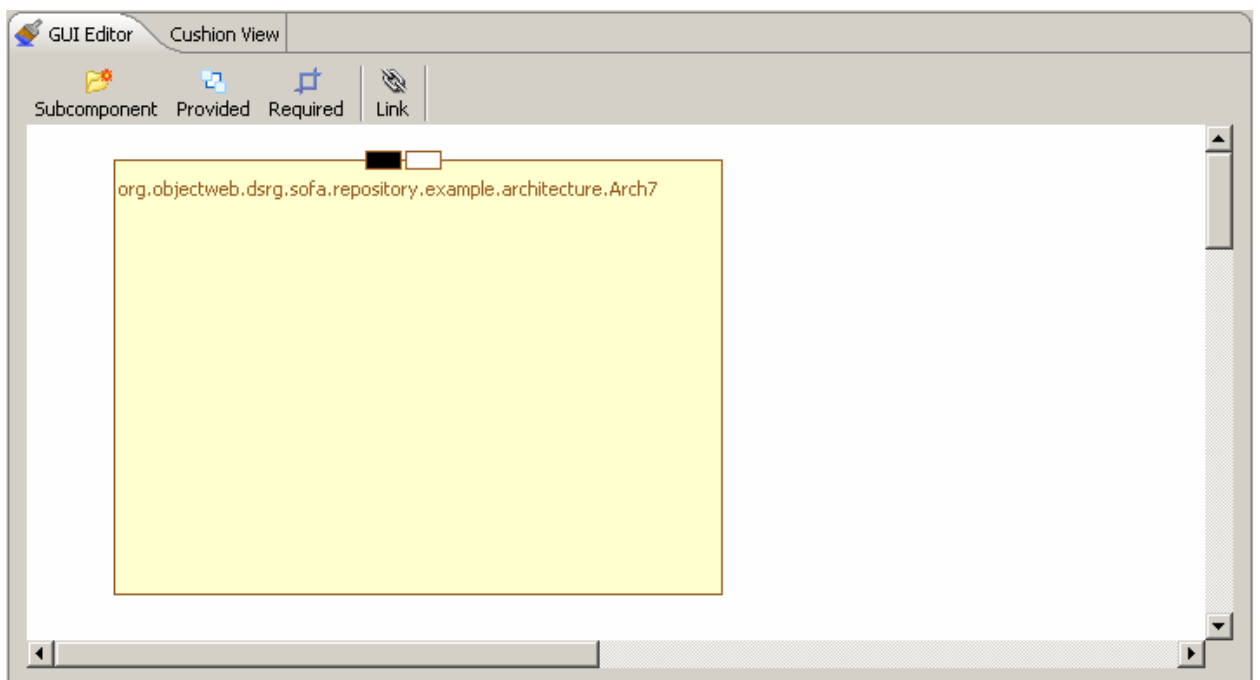 GUI Editor Cushion View
Subcomponent Provided Required Link
org.objectweb.dsrg.sofa.repository.example.architecture.Arch7